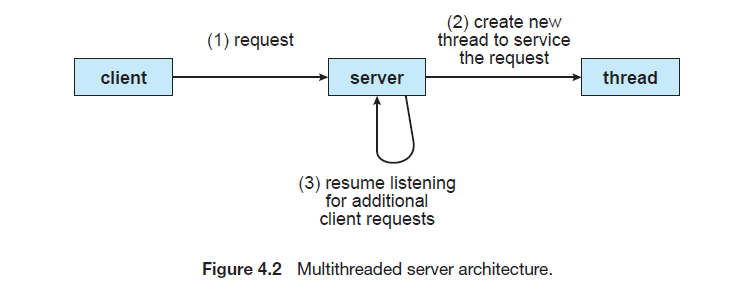 (1) request
(2) create new
thread to service
the request
client
server
thread
(3) resume listening
for additional
client requests
Figure 4.2 Multithreaded server architecture.